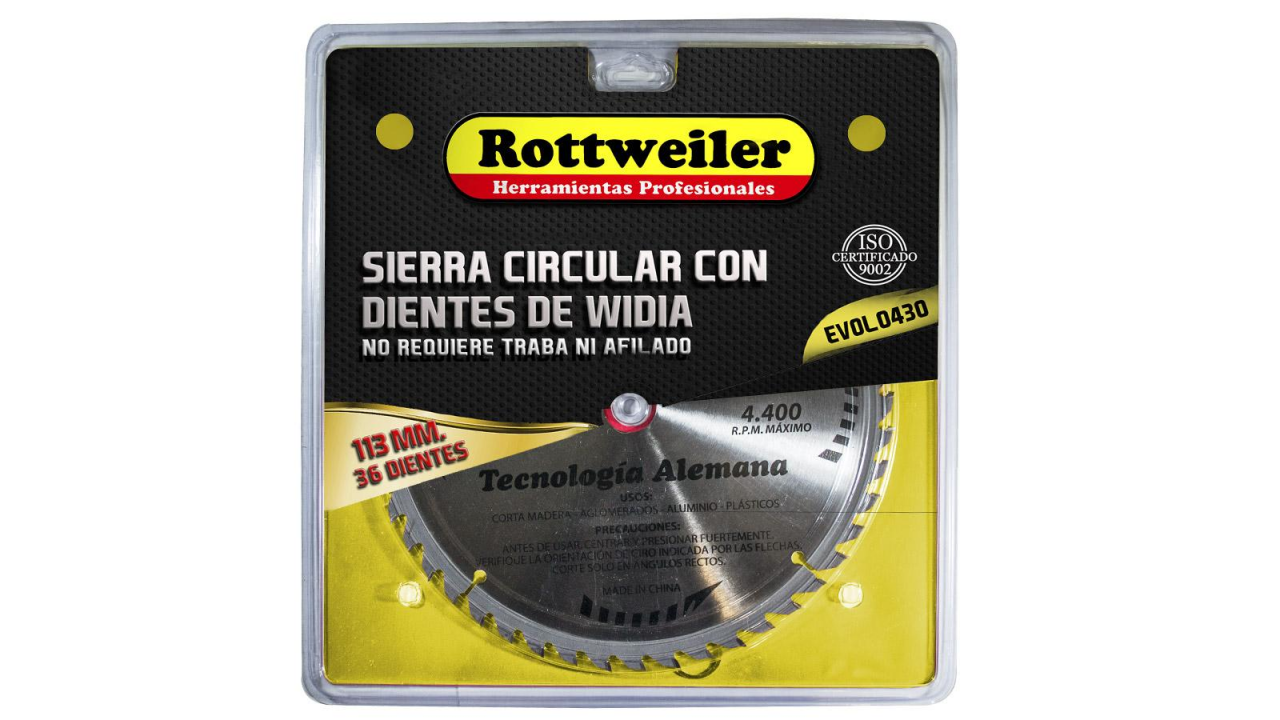 Rottweiler
Herramientas Profesionales
SIERRA CIRCULAR CON
DIENTES DE WIDIA
NO REQUIERE TRABA NI AFILADO
ISO
CERTIFICADO
9002
EVOL0430
113 MM.
36 DIENTES
4.400
R.P.M. MÁXIMO
Tecnología Alemana
USOS:
CORTA MADERA - AGLOMERADOS - ALUMINIO - PLÁSTICOS
PRECAUCIONES:
ANTES DE USAR, CENTRAR Y PRESIONAR FUERTEMENTE.
VERIFIQUE LA ORIENTACIÓN DE GIRO INDICADA POR LAS FLECHAS.
CORTE SOLO EN ANGULOS RECTOS.
MADE IN CHINA